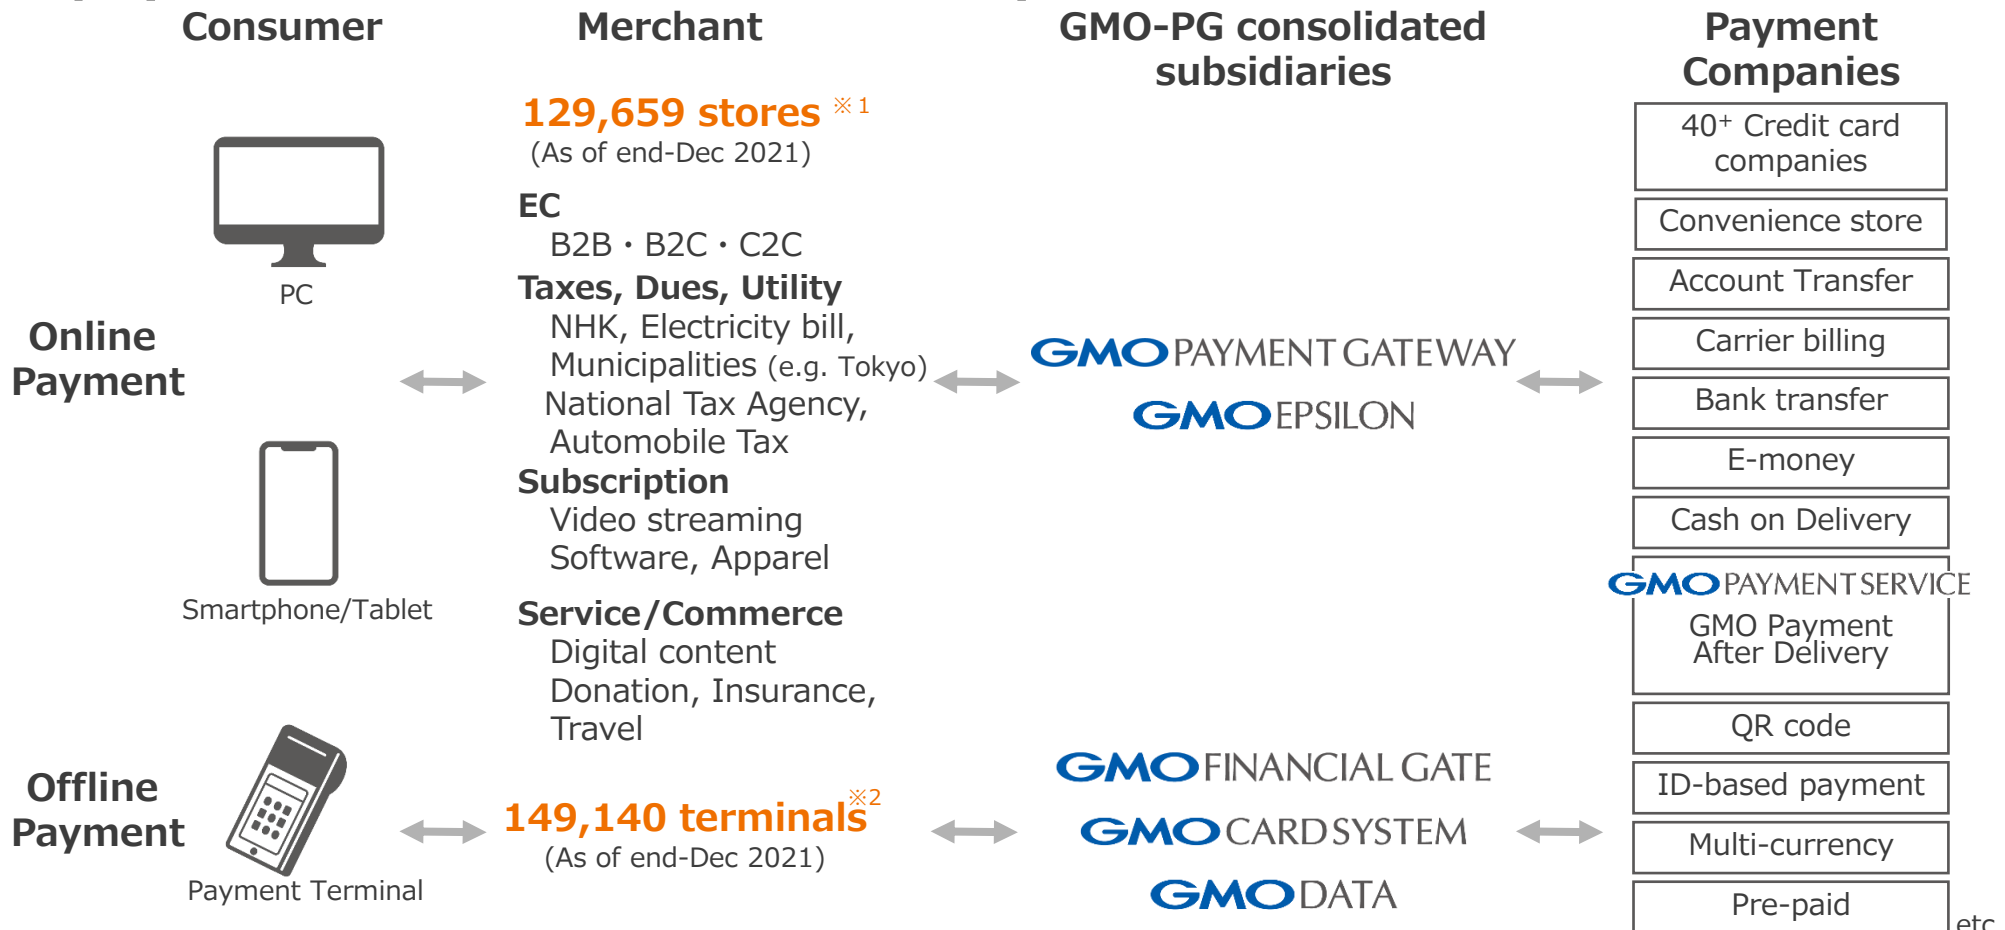 Consumer
Merchant
GMO-PG consolidated
subsidiaries
Payment
Companies
Online
Payment
PC
Smartphone/Tablet
129,659 stores ※1
(As of end-Dec 2021)
EC
B2B・B2C・C2C
Taxes, Dues, Utility
NHK, Electricity bill,
Municipalities (e.g. Tokyo)
National Tax Agency,
Automobile Tax
Subscription
Video streaming
Software, Apparel
Service/Commerce
Digital content
Donation, Insurance,
Travel
GMO PAYMENT GATEWAY
GMO EPSILON
Offline
Payment
Payment Terminal
149,140 terminals ※2
(As of end-Dec 2021)
GMO FINANCIAL GATE
GMO CARD SYSTEM
GMO DATA
40+ Credit card
companies
Convenience store
Account Transfer
Carrier billing
Bank transfer
E-money
Cash on Delivery
GMO PAYMENT SERVICE
GMO Payment
After Delivery
QR code
ID-based payment
Multi-currency
Pre-paid
etc